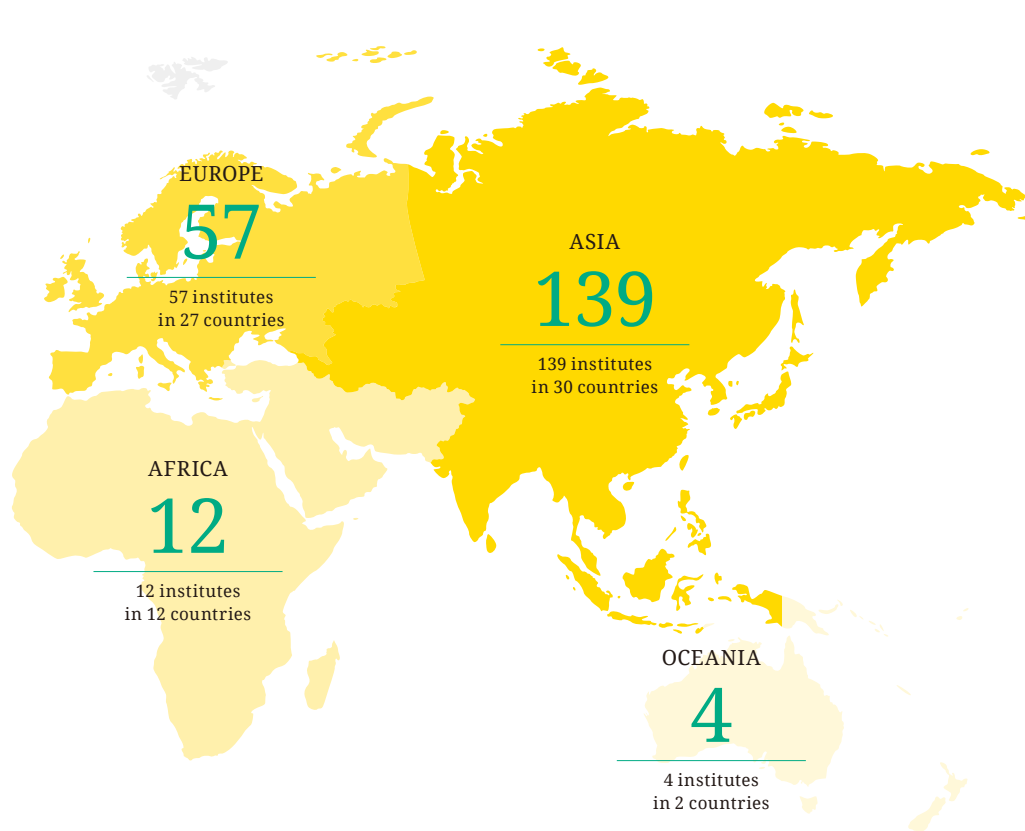 EUROPE
57
57 institutes
in 27 countries
ASIA
139
139 institutes
in 30 countries
AFRICA
12
12 institutes
in 12 countries
OCEANIA
4
4 institutes
in 2 countries